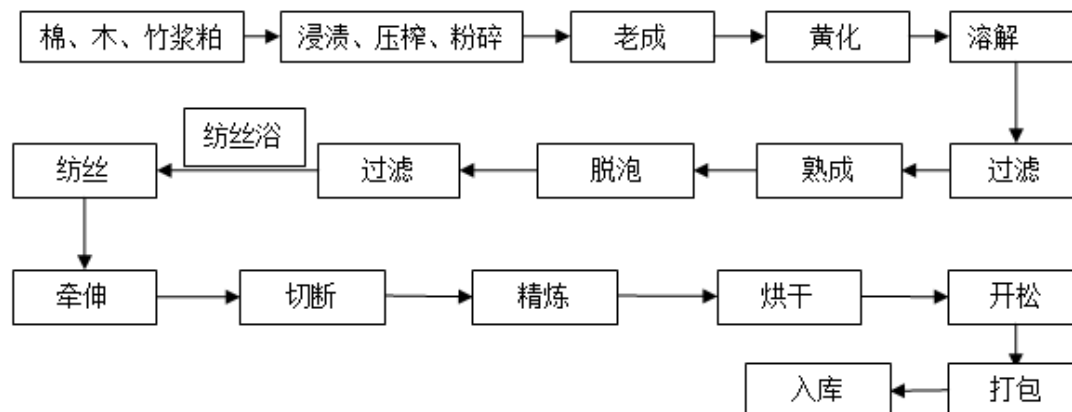 棉、木、竹浆粕
浸渍、压榨、粉碎
老成
黄化
溶解
过滤
熟成
脱泡
过滤
纺丝浴
纺丝
牵伸
切断
精炼
烘干
开松
打包
入库